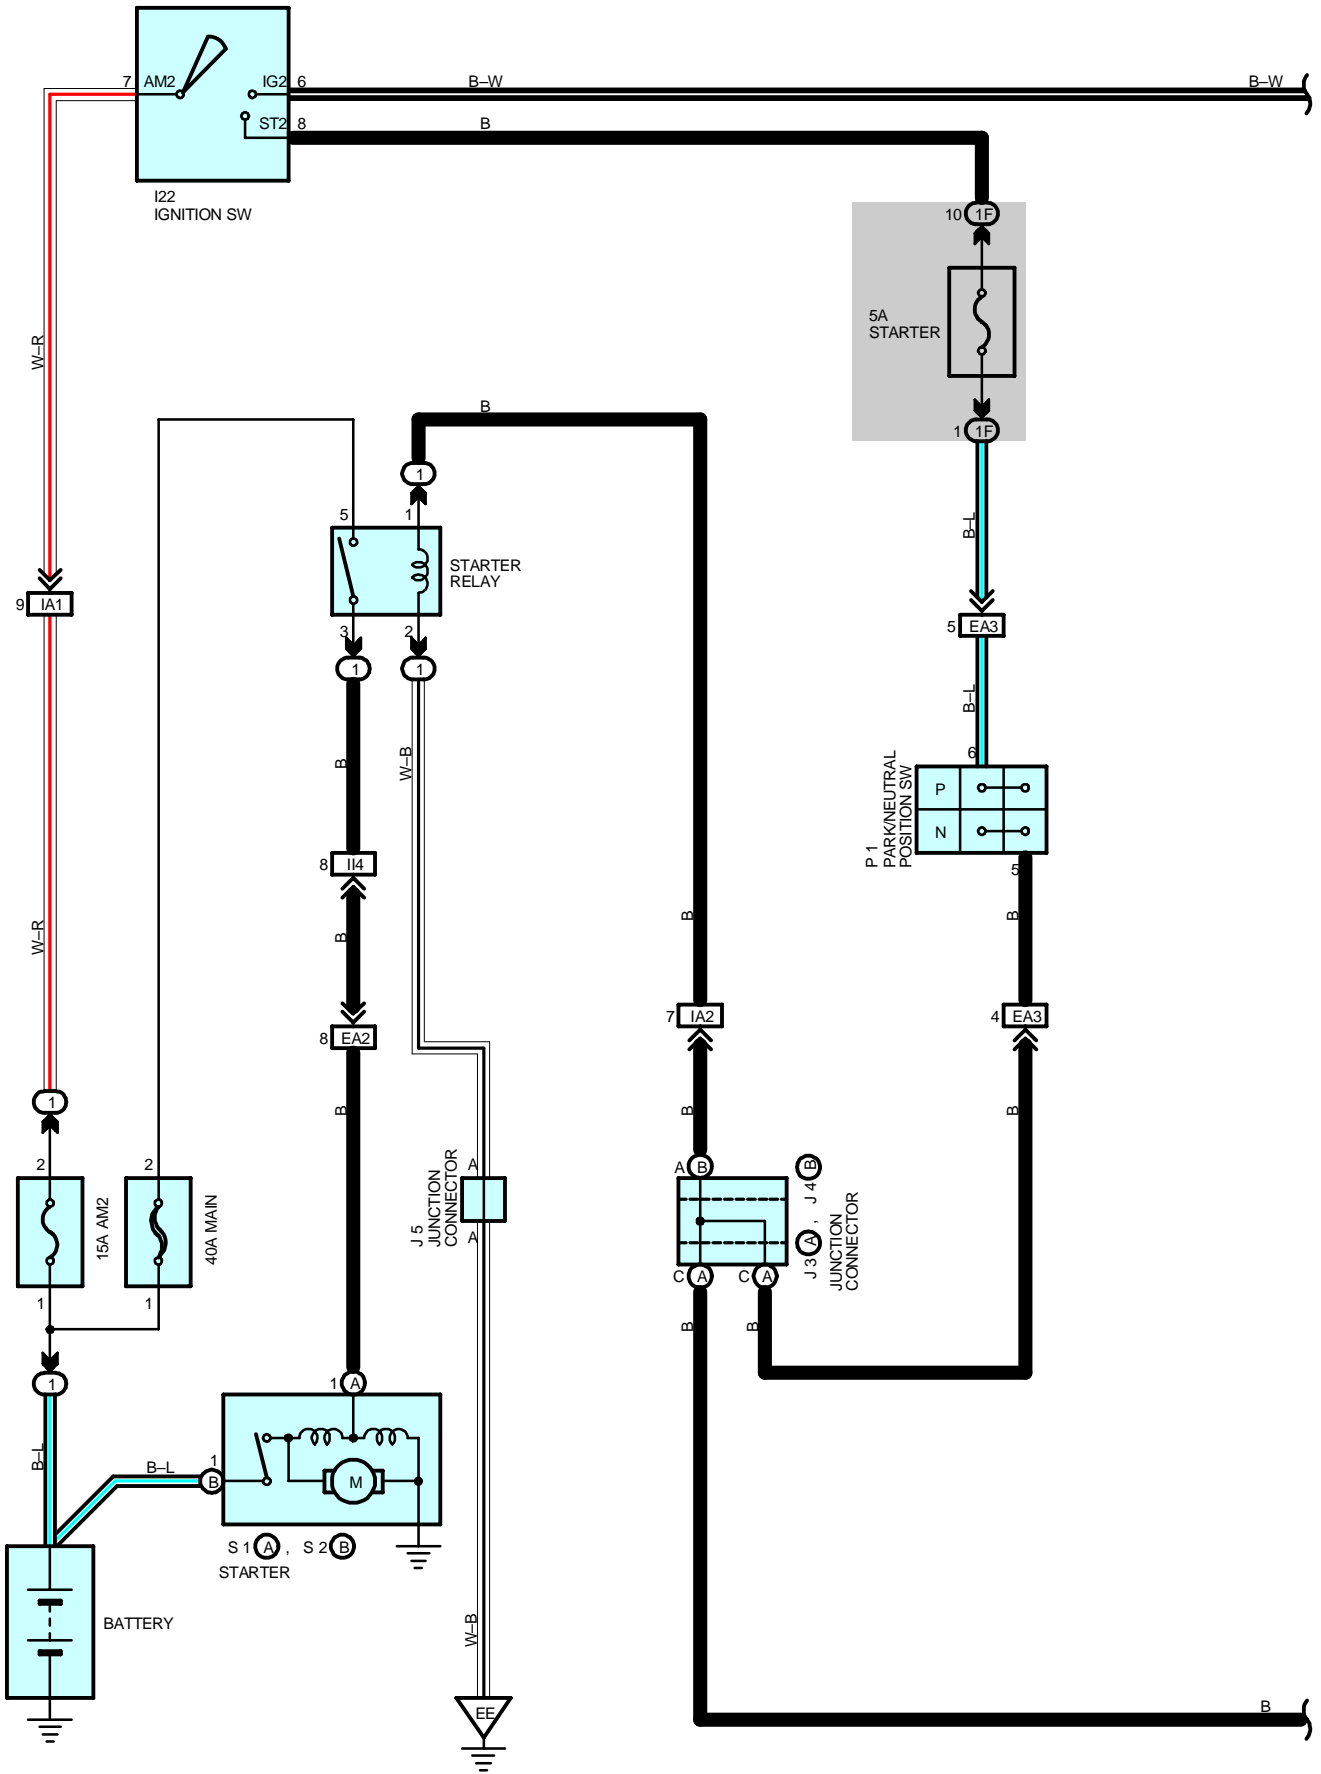 7 AM2
IG2 6
B–W
B–W
ST2 8
B
I22
IGNITION SW
10 1F
5A
STARTER
1 1F
W–R
B
1
5
1
STARTER
RELAY
B–L
9 IA1
3
2
1
1
5 EA3
B–L
6
P
N
P 1
PARK/NEUTRAL
POSITION SW
5
B
W–B
8 II4
B
8 EA2
W–R
B
B
7 IA2
4 EA3
1
B
B
B
2
15A AM2
1
2
40A MAIN
1
A
J 5
JUNCTION
CONNECTOR
A
A B
J 3 A , J 4 B
JUNCTION
CONNECTOR
C A
C A
B
B
1
1 A
B–L
B–L
1
B
M
S 1 A , S 2 B
STARTER
BATTERY
W–B
EE
B